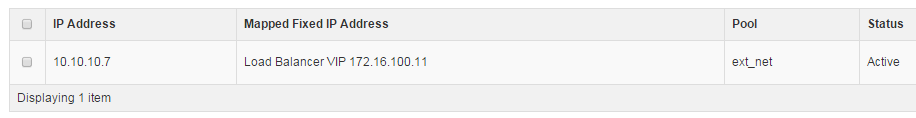 IP Address Mapped Fixed IP Address Pool Status
10.10.10.7 Load Balancer VIP 172.16.100.11 ext_net Active
Displaying 1 item